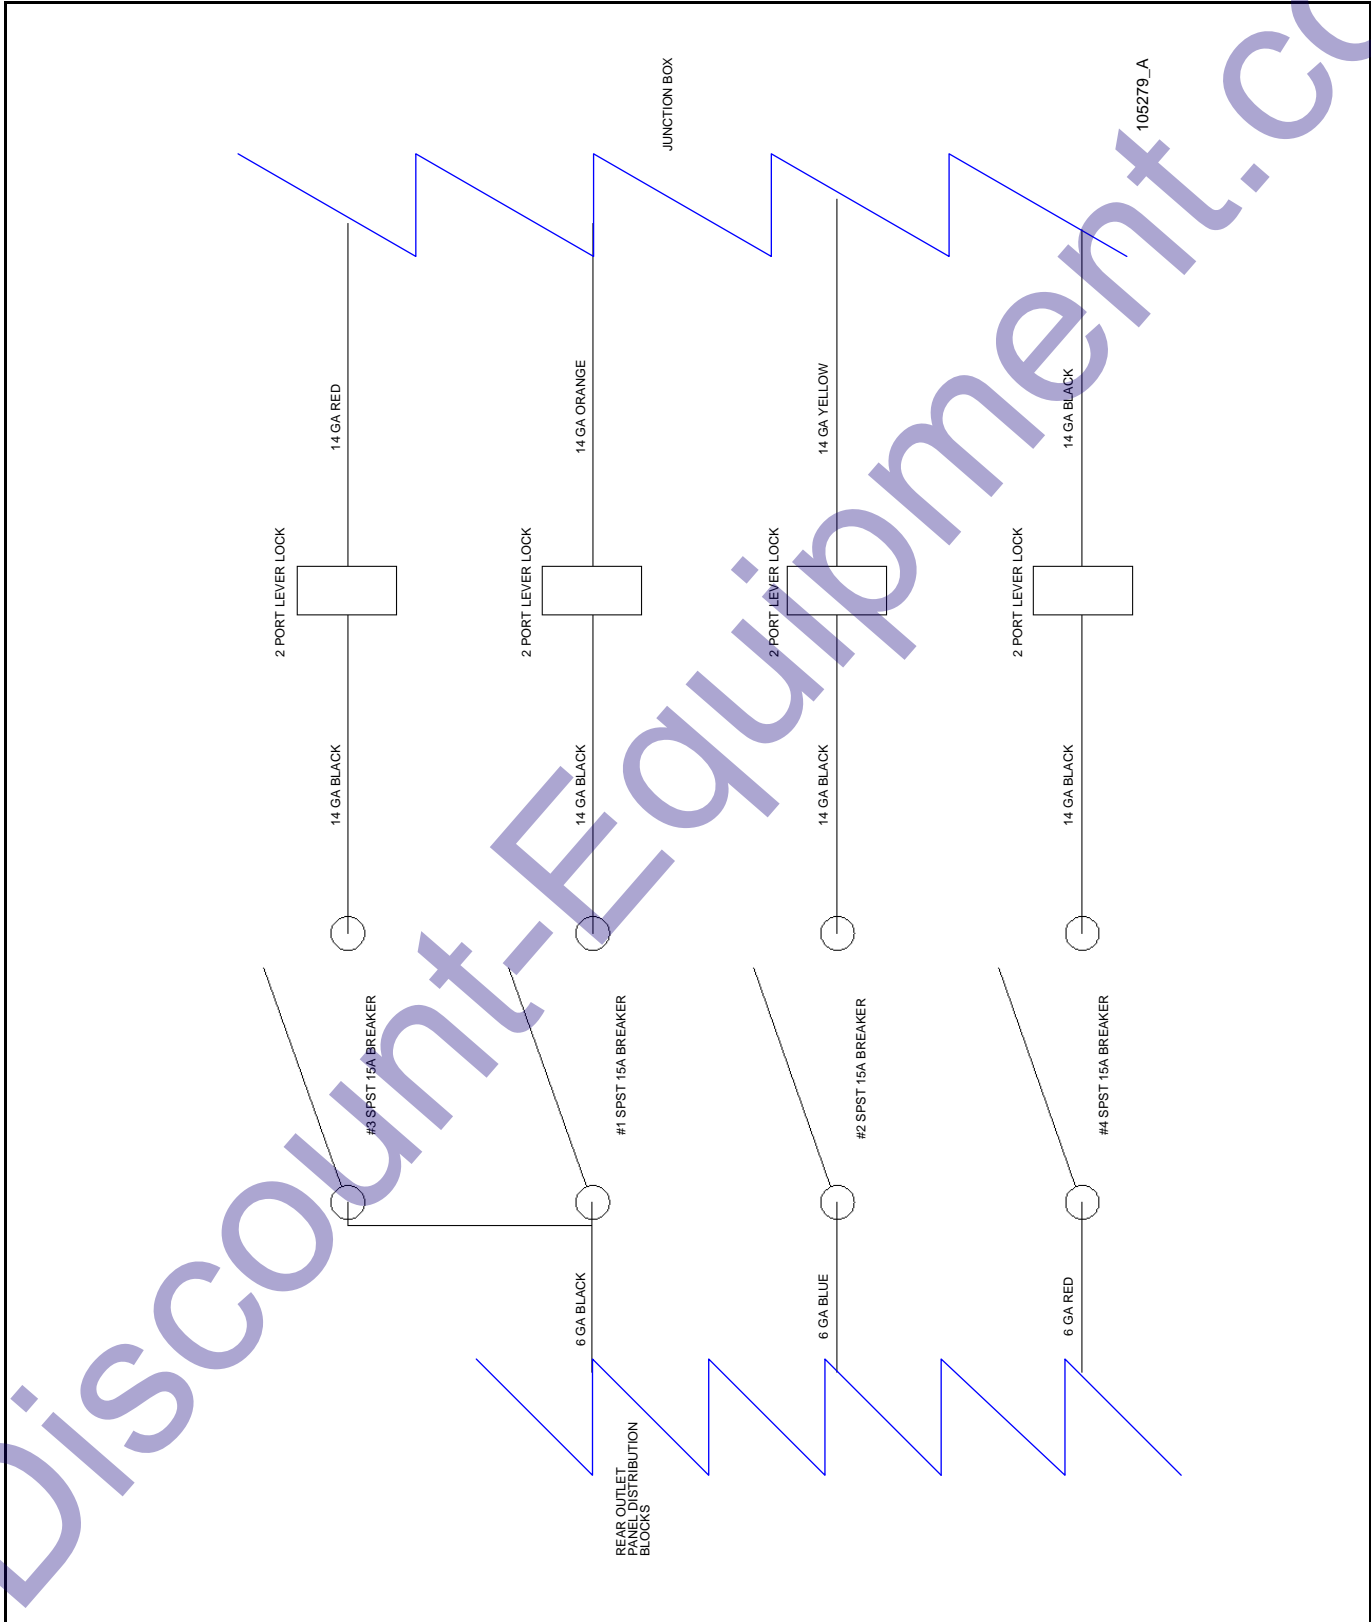 JUNCTION BOX
105279_A
14 GA RED
14 GA ORANGE
14 GA YELLOW
14 GA BLACK
2 PORT LEVER LOCK
2 PORT LEVER LOCK
2 PORT LEVER LOCK
2 PORT LEVER LOCK
14 GA BLACK
14 GA BLACK
14 GA BLACK
14 GA BLACK
#3 SPST 15A BREAKER
#1 SPST 15A BREAKER
#2 SPST 15A BREAKER
#4 SPST 15A BREAKER
6 GA BLACK
6 GA BLUE
6 GA RED
REAR OUTLET
PANEL DISTRIBUTION
BLOCKS
Discount-Equipment.co